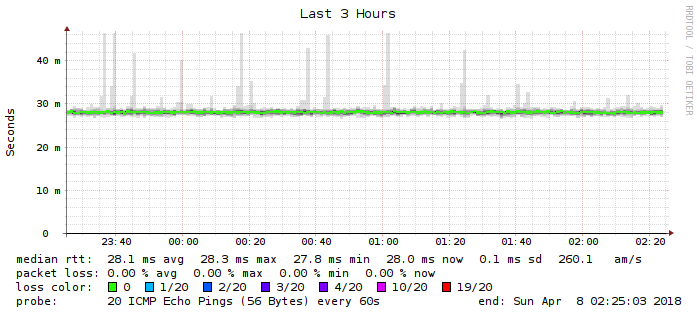 Last 3 Hours
RRDTOOL / TOBI OETIKER
Seconds
40 m
30 m
20 m
10 m
0
23:40 00:00 00:20 00:40 01:00 01:20 01:40 02:00 02:20
median rtt: 28.1 ms avg 28.3 ms max 27.8 ms min 28.0 ms now 0.1 ms sd 260.1 am/s
packet loss: 0.00 % avg 0.00 % max 0.00 % min 0.00 % now
loss color: 0 1/20 2/20 3/20 4/20 10/20 19/20
probe: 20 ICMP Echo Pings (56 Bytes) every 60s end: Sun Apr 8 02:25:03 2018